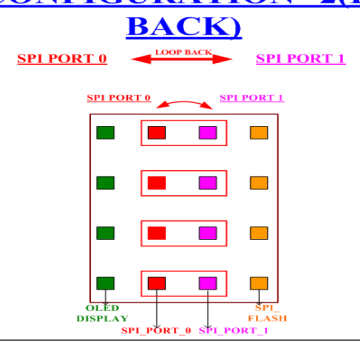 BACK)
SPI PORT 0 LOOP BACK SPI PORT 1
SPI PORT 0 SPI PORT 1
OLED SPI_
DISPLAY FLASH
SPI_PORT_0 SPI_PORT_1